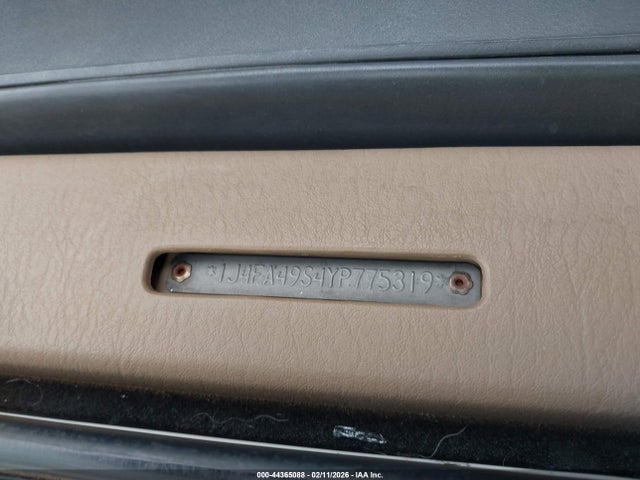 *1J4FA49S4YP775319*
000-44365088 - 02/11/2026 - IAA Inc.